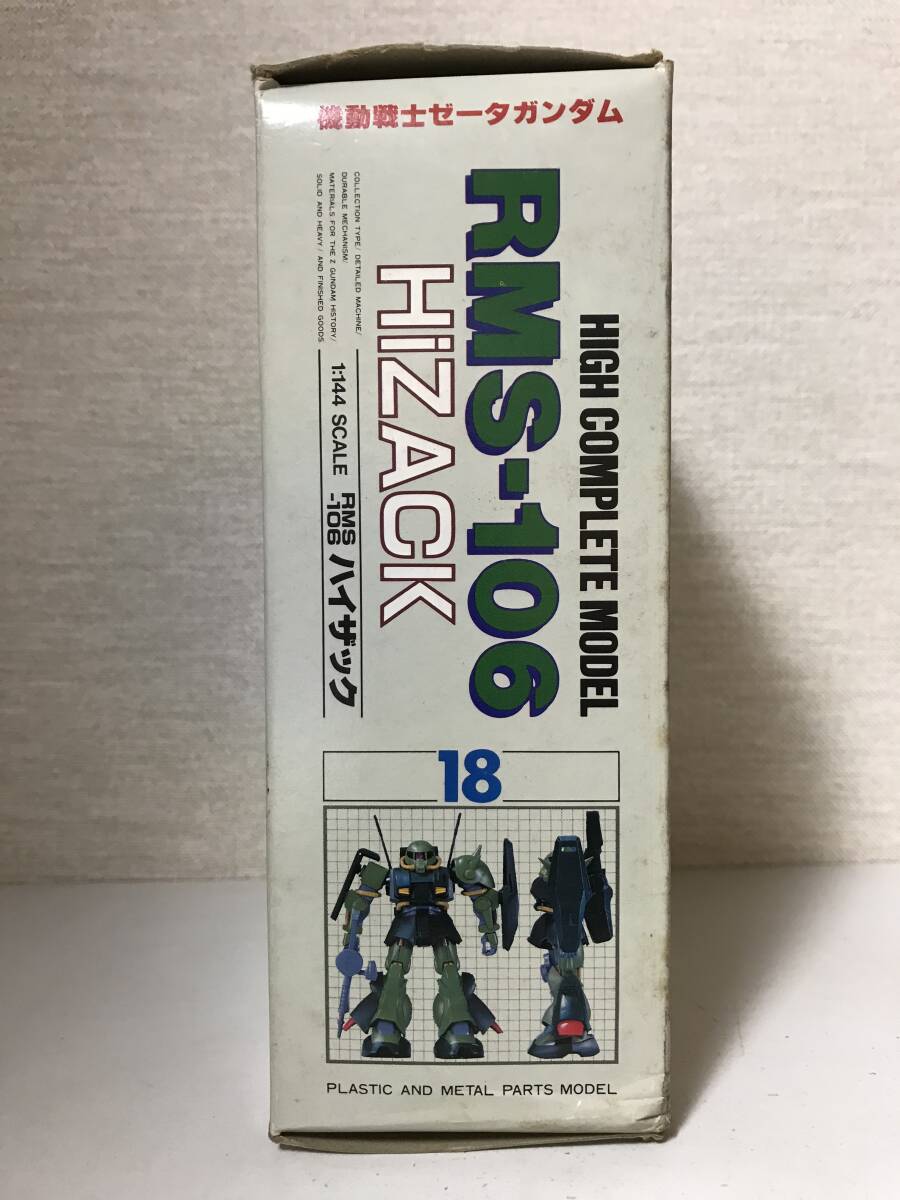 機動戦士ゼータガンダム
HIGH COMPLETE MODEL
RMS-106
HiZACK
COLLECTION TYPE/ DETAILED MACHINE/
DURABLE MECHANISM/
MATERIALS FOR THE Z GUNDAM HISTORY/
SOLID AND HEAVY/ AND FINISHED GOODS
1:144 SCALE RMS-106 ハイザック
18
PLASTIC AND METAL PARTS MODEL